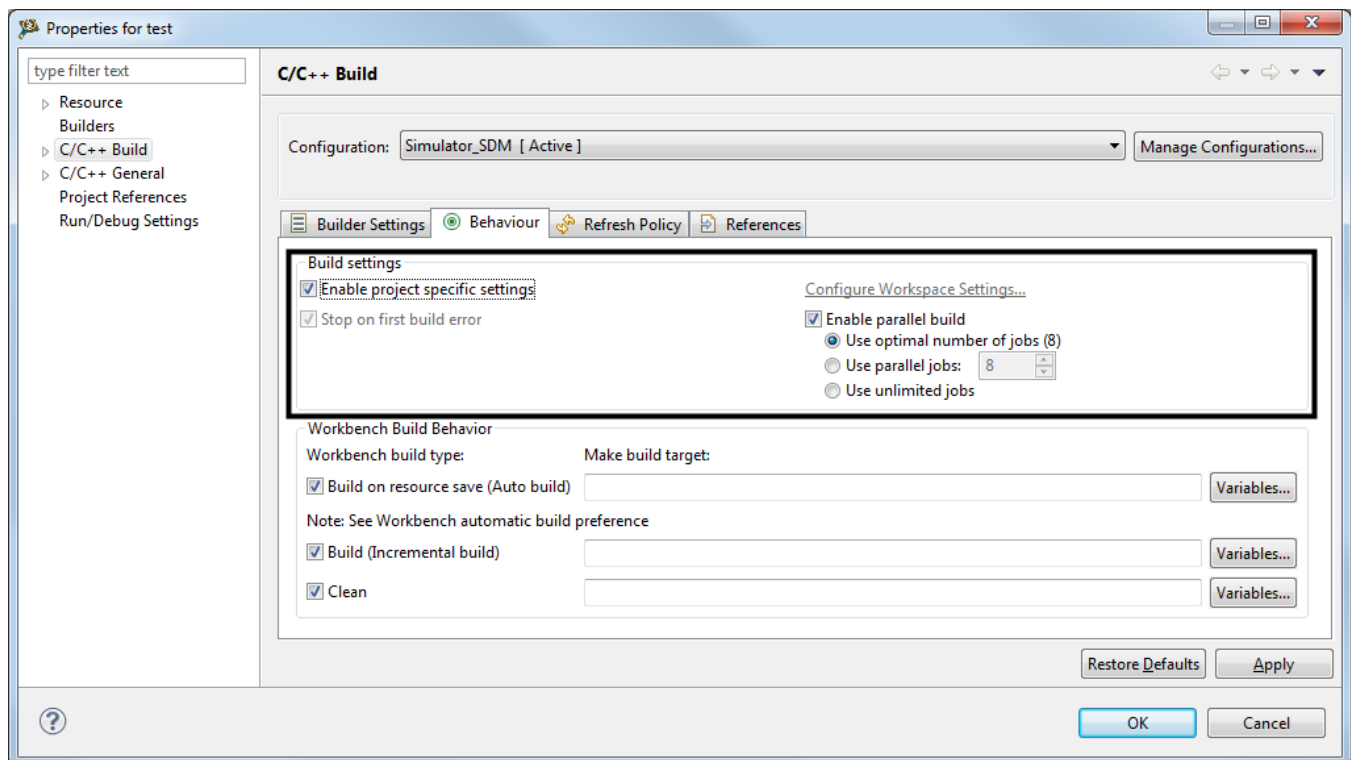 Properties for test
type filter text
Resource
Builders
C/C++ Build
C/C++ General
Project References
Run/Debug Settings
C/C++ Build
Configuration: Simulator_SDM [ Active ] Manage Configurations...
Builder Settings Behaviour Refresh Policy References
Build settings
Enable project specific settings Configure Workspace Settings...
Stop on first build error Enable parallel build
Use optimal number of jobs (8)
Use parallel jobs: 8
Use unlimited jobs
Workbench Build Behavior
Workbench build type: Make build target:
Build on resource save (Auto build) Variables...
Note: See Workbench automatic build preference
Build (Incremental build) Variables...
Clean Variables...
Restore Defaults Apply
? OK Cancel